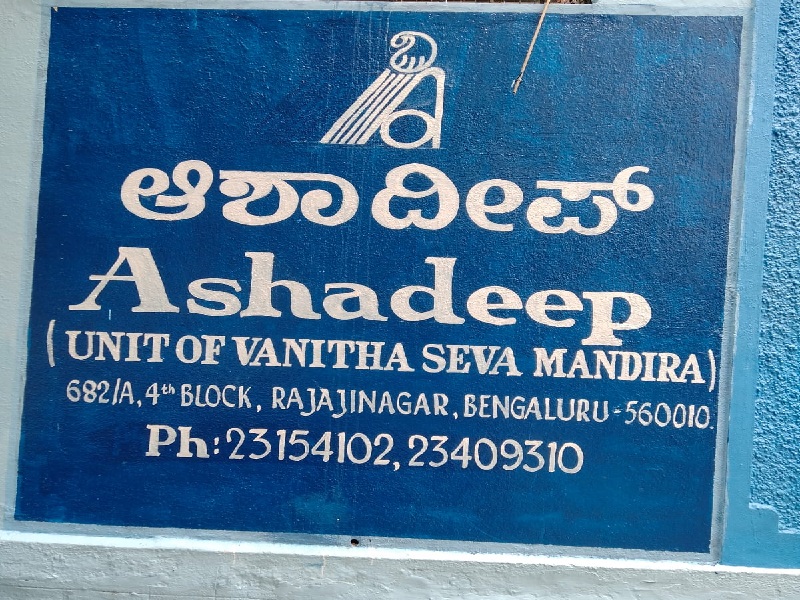 ಆಶಾದೀಪ್
Ashadeep
(UNIT OF VANITHA SEVA MANDIRA)
682/A, 4th BLOCK, RAJAJINAGAR, BENGALURU-560010.
Ph: 23154102, 23409310